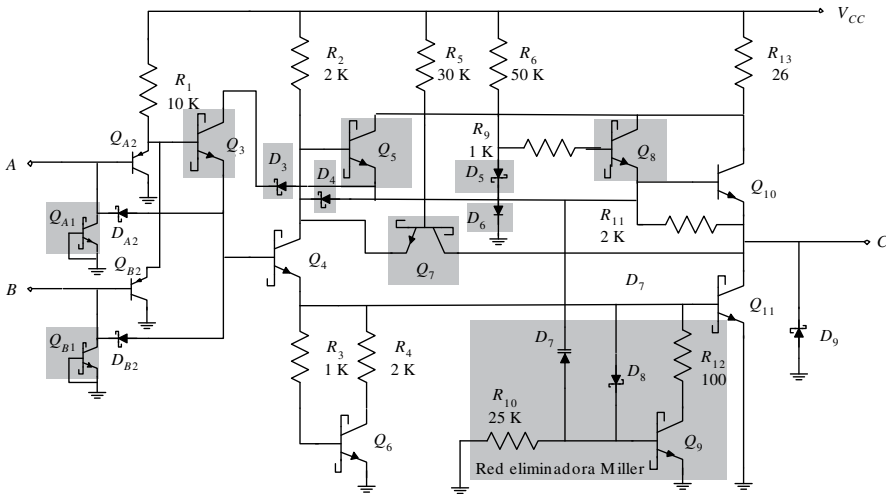 V_CC
R_1
10 K
R_2
2 K
R_5
30 K
R_6
50 K
R_13
26
Q_A2
Q_3
R_9
1 K
Q_8
Q_5
D_3
D_4
D_5
D_6
Q_10
A
Q_A1
D_A2
R_11
2 K
C
Q_7
Q_4
Q_B2
B
D_7
Q_11
Q_B1
D_B2
R_3
1 K
R_4
2 K
D_7
D_8
R_12
100
D_9
R_10
25 K
Q_6
Q_9
Red eliminadora Miller